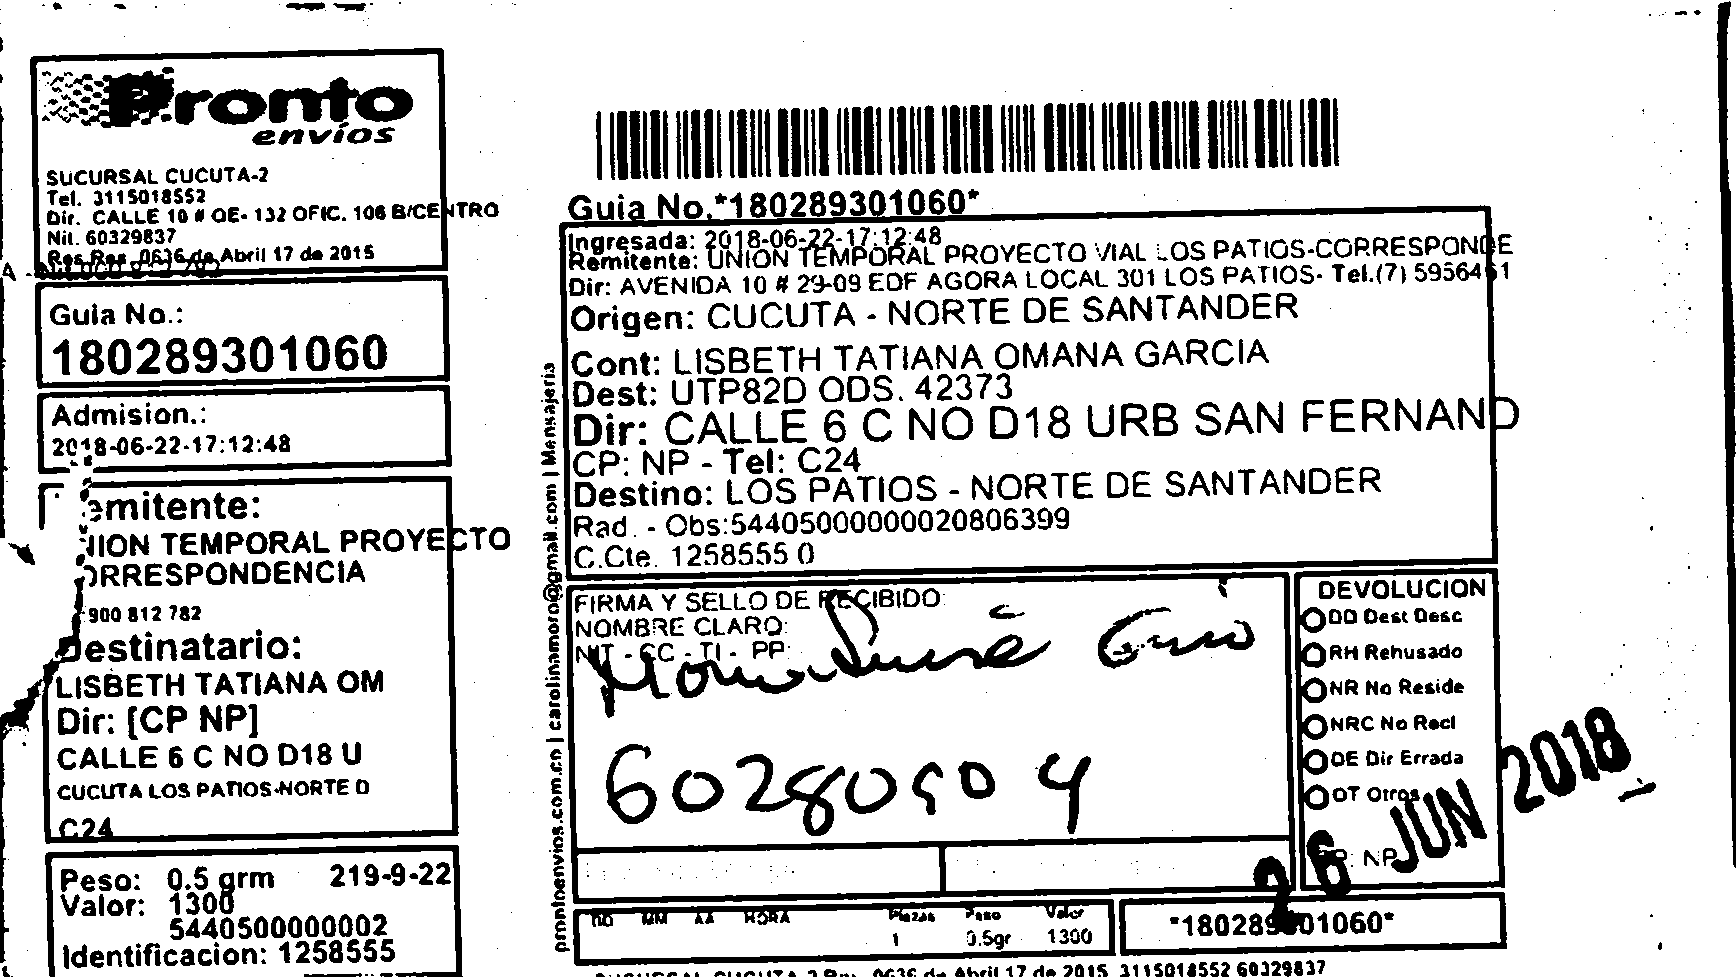 Pronto
envíos
SUCURSAL CUCUTA-2
Tel. 3115018552
Dir. CALLE 10 # OE- 132 OFIC. 106 B/CENTRO
Nit. 60329837
Res.Res. 0636 de Abril 17 de 2015
Guia No.:
180289301060
Admision.:
2018-06-22-17:12:48
emitente:
NION TEMPORAL PROYECTO
ORRESPONDENCIA
900 812 782
Destinatario:
LISBETH TATIANA OM
Dir: [CP NP]
CALLE 6 C NO D18 U
CUCUTA LOS PATIOS-NORTE D
C24
Peso: 0.5 grm 219-9-22
Valor: 1300
5440500000002
Identificacion: 1258555
prontoenvios.com.co | carolinamoro@gmail.com | Mensajeria
Guia No.*180289301060*
Ingresada: 2018-06-22-17:12:48
Remitente: UNION TEMPORAL PROYECTO VIAL LOS PATIOS-CORRESPONDE
Dir: AVENIDA 10 # 29-09 EDF AGORA LOCAL 301 LOS PATIOS- Tel.(7) 5956461
Origen: CUCUTA - NORTE DE SANTANDER
Cont: LISBETH TATIANA OMANA GARCIA
Dest: UTP82D ODS. 42373
Dir: CALLE 6 C NO D18 URB SAN FERNAND
CP: NP - Tel: C24
Destino: LOS PATIOS - NORTE DE SANTANDER
Rad. - Obs:54405000000020806399
C.Cte. 1258555 0
FIRMA Y SELLO DE RECIBIDO:
NOMBRE CLARO:
NIT - CC - TI - PP:
DEVOLUCION
DD Dest Desc
RH Rehusado
NR No Reside
NRC No Recl
DE Dir Errada
OT Otros
NP
26 JUN 2018
DD MM AA HORA
Piezas Peso Valor
1 0.5gr 1300
*180289301060*
SUCURSAL CUCUTA-2 Res. 0636 de Abril 17 de 2015 3115018552 60329837